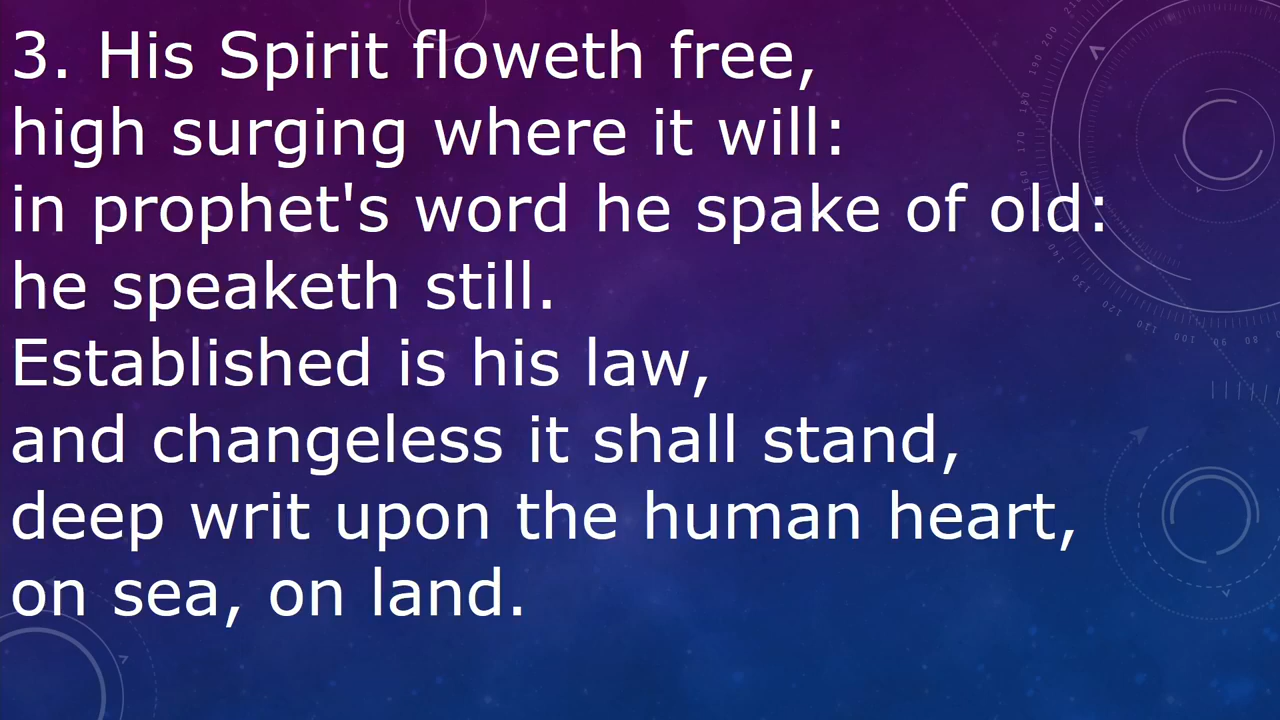 3. His Spirit floweth free,
high surging where it will:
in prophet's word he spake of old:
he speaketh still.
Established is his law,
and changeless it shall stand,
deep writ upon the human heart,
on sea, on land.